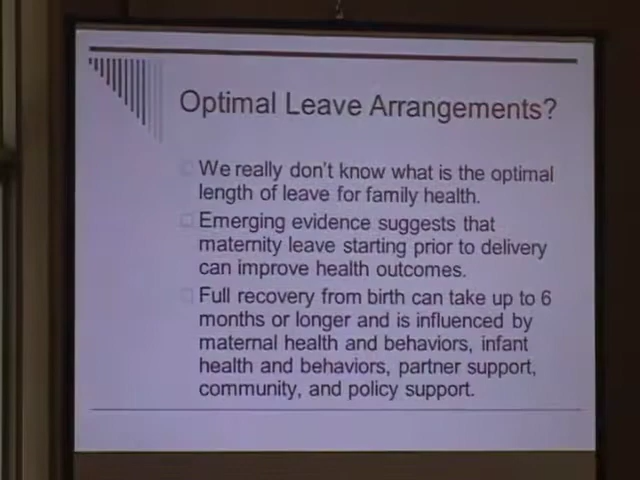 Optimal Leave Arrangements?
We really don't know what is the optimal
length of leave for family health.
Emerging evidence suggests that
maternity leave starting prior to delivery
can improve health outcomes.
Full recovery from birth can take up to 6
months or longer and is influenced by
maternal health and behaviors, infant
health and behaviors, partner support,
community, and policy support.